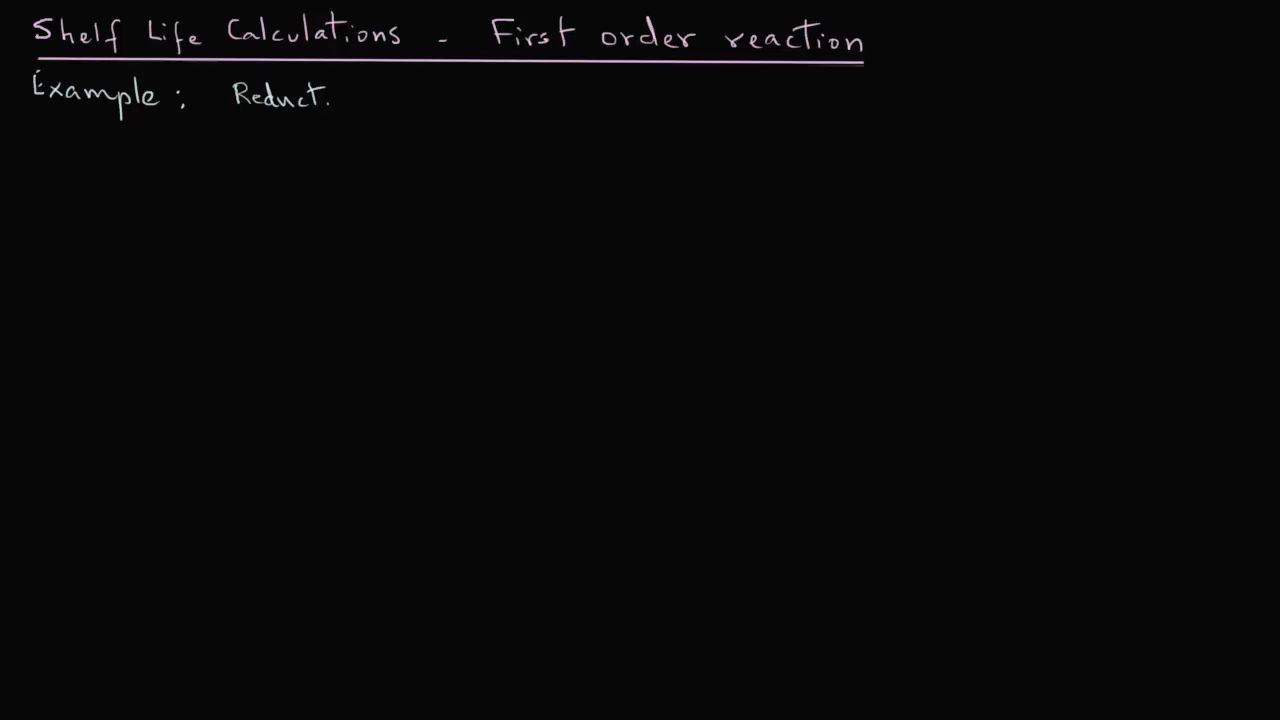 Shelf Life Calculations - First order reaction
Example: Reduct.